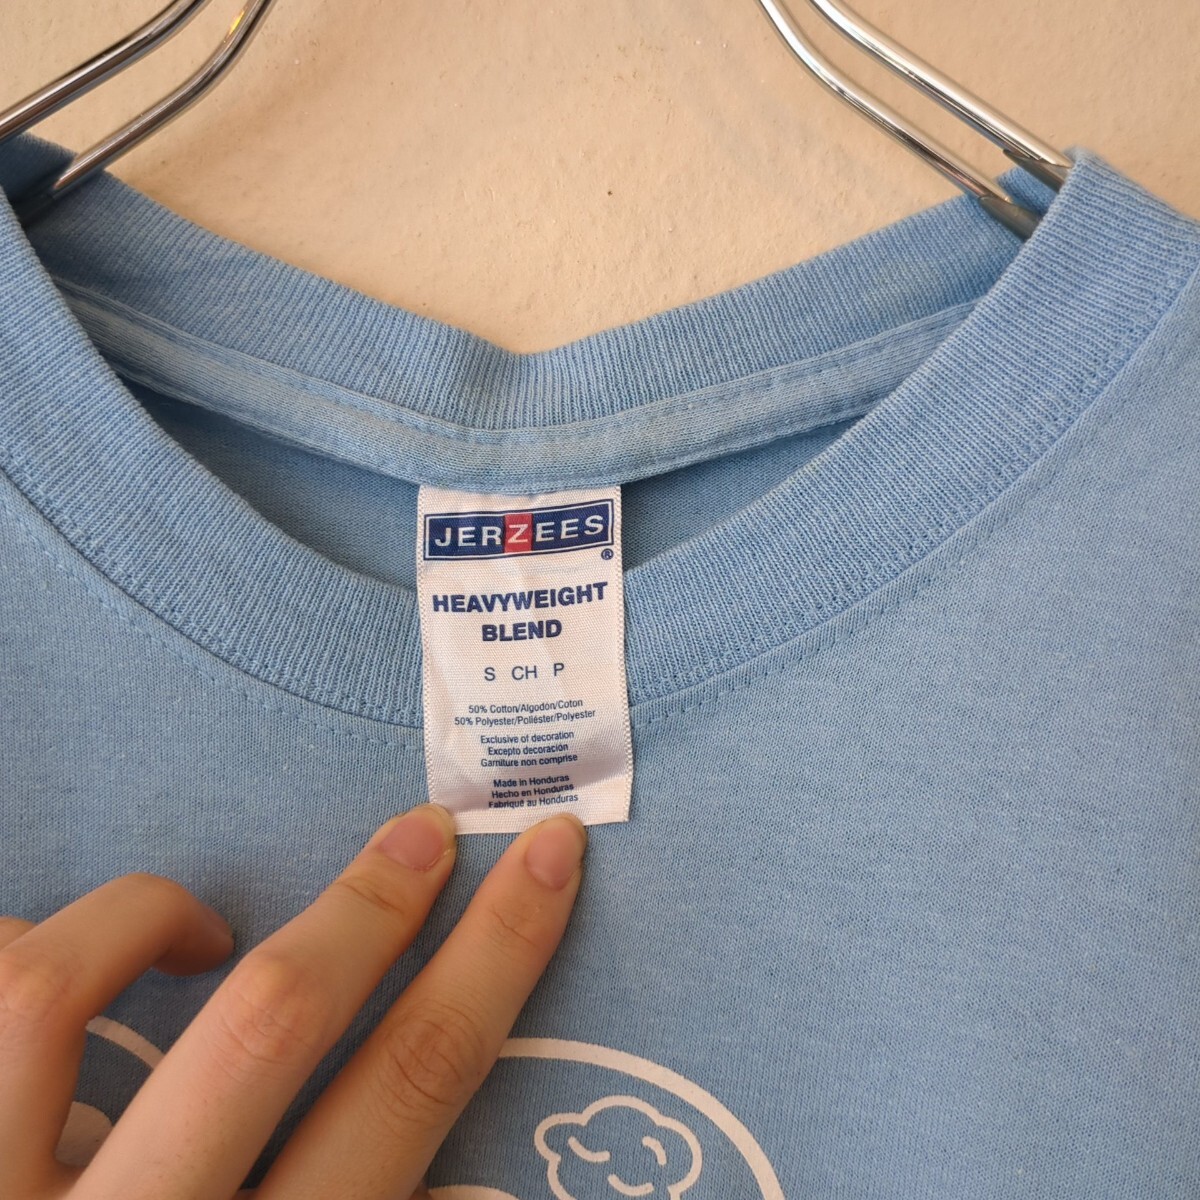 JERZEES
®
HEAVYWEIGHT
BLEND
S CH P
50% Cotton/Algodón/Coton
50% Polyester/Poliéster/Polyester
Exclusive of decoration
Excepto decoración
Garniture non comprise
Made in Honduras
Hecho en Honduras
Fabriqué au Honduras